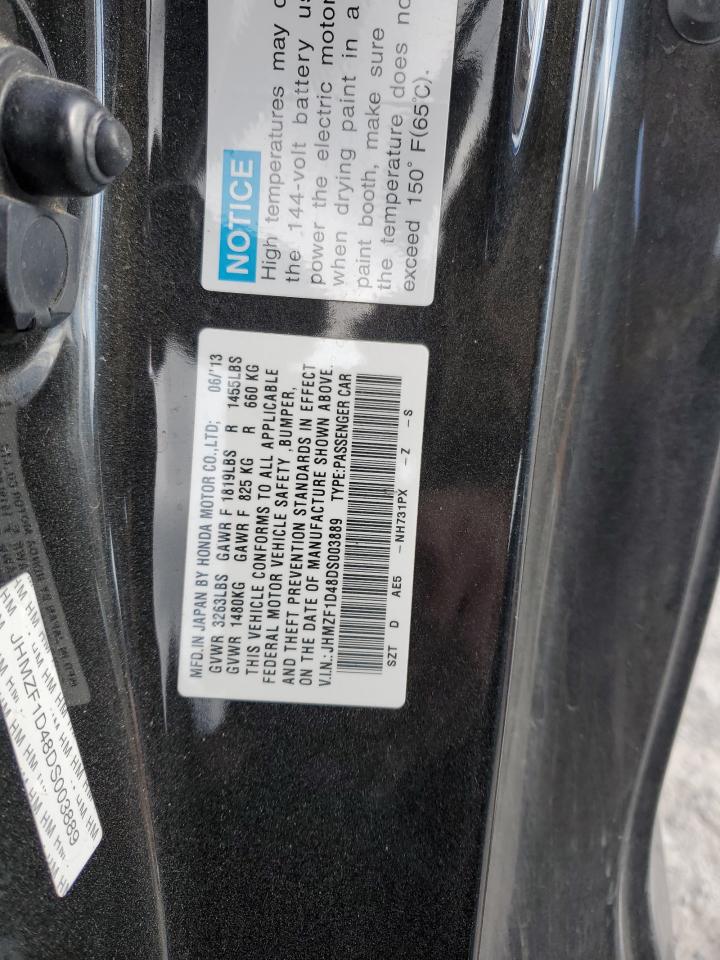 NOTICE
High temperatures may
the 144-volt battery
power the electric motor
when drying paint in a
paint booth, make sure
the temperature does
exceed 150° F(65℃).
MFD.IN JAPAN BY HONDA MOTOR CO.,LTD; 06/'13
GVWR 3263LBS GAWR F 1819LBS R 1455LBS
GVWR 1480KG GAWR F 825 KG R 660 KG
THIS VEHICLE CONFORMS TO ALL APPLICABLE
FEDERAL MOTOR VEHICLE SAFETY ,BUMPER,
AND THEFT PREVENTION STANDARDS IN EFFECT
ON THE DATE OF MANUFACTURE SHOWN ABOVE.
V.I.N.:JHMZF1D48DS003889 TYPE:PASSENGER CAR
SZT D AE5 -NH731PX -Z -S
JHMZF1D48DS003889